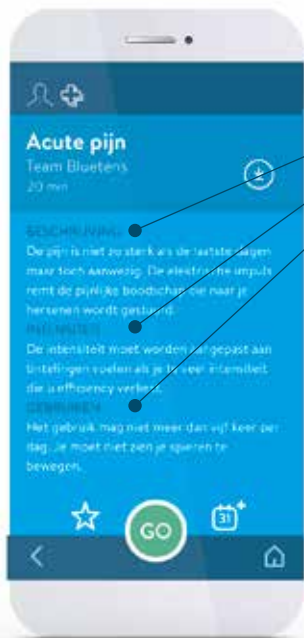 Acute pijn
Team Bluetens
20 min
BESCHRIJVING
De pijn is niet zo sterk als de laatste dagen
maar toch aanwezig. De elektrische impuls
remt de pijnlijke boodschap die naar je
hersenen wordt gestuurd.
INTENSITEIT
De intensiteit moet worden aangepast aan
tintelingen voelen als je te veel intensiteit
die u efficiency verliest.
GEBRUIKEN
Het gebruik mag niet meer dan vijf keer per
dag. Je moet niet zien je spieren te
bewegen.
GO
31